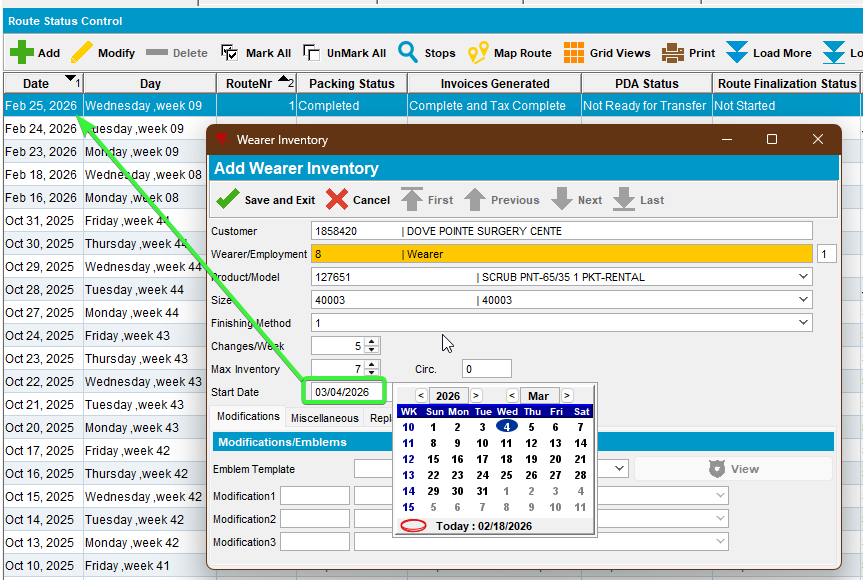 Route Status Control
Add Modify Delete Mark All UnMark All Stops Map Route Grid Views Print Load More Lo
Date 1 Day RouteNr 2 Packing Status Invoices Generated PDA Status Route Finalization Status
Feb 25, 2026 Wednesday ,week 09 1 Completed Complete and Tax Complete Not Ready for Transfer Not Started
Feb 24, 2026 Tuesday ,week 09
Feb 23, 2026 Monday ,week 09
Feb 18, 2026 Wednesday ,week 08
Feb 16, 2026 Monday ,week 08
Oct 31, 2025 Friday ,week 44
Oct 30, 2025 Thursday ,week 44
Oct 29, 2025 Wednesday ,week 44
Oct 28, 2025 Tuesday ,week 44
Oct 27, 2025 Monday ,week 44
Oct 24, 2025 Friday ,week 43
Oct 23, 2025 Thursday ,week 43
Oct 22, 2025 Wednesday ,week 43
Oct 21, 2025 Tuesday ,week 43
Oct 20, 2025 Monday ,week 43
Oct 17, 2025 Friday ,week 42
Oct 16, 2025 Thursday ,week 42
Oct 15, 2025 Wednesday ,week 42
Oct 14, 2025 Tuesday ,week 42
Oct 13, 2025 Monday ,week 42
Oct 10, 2025 Friday ,week 41
Wearer Inventory
Add Wearer Inventory
Save and Exit Cancel First Previous Next Last
Customer 1858420 | DOVE POINTE SURGERY CENTE
Wearer/Employment 8 | Wearer 1
Product/Model 127651 | SCRUB PNT-65/35 1 PKT-RENTAL
Size 40003 | 40003
Finishing Method 1
Changes/Week 5
Max Inventory 7 Circ. 0
Start Date 03/04/2026
Modifications Miscellaneous Repl
Modifications/Emblems
Emblem Template View
Modification1
Modification2
Modification3
< 2026 > < Mar >
WK Sun Mon Tue Wed Thu Fri Sat
10 1 2 3 4 5 6 7
11 8 9 10 11 12 13 14
12 15 16 17 18 19 20 21
13 22 23 24 25 26 27 28
14 29 30 31 1 2 3 4
15 5 6 7 8 9 10 11
Today : 02/18/2026